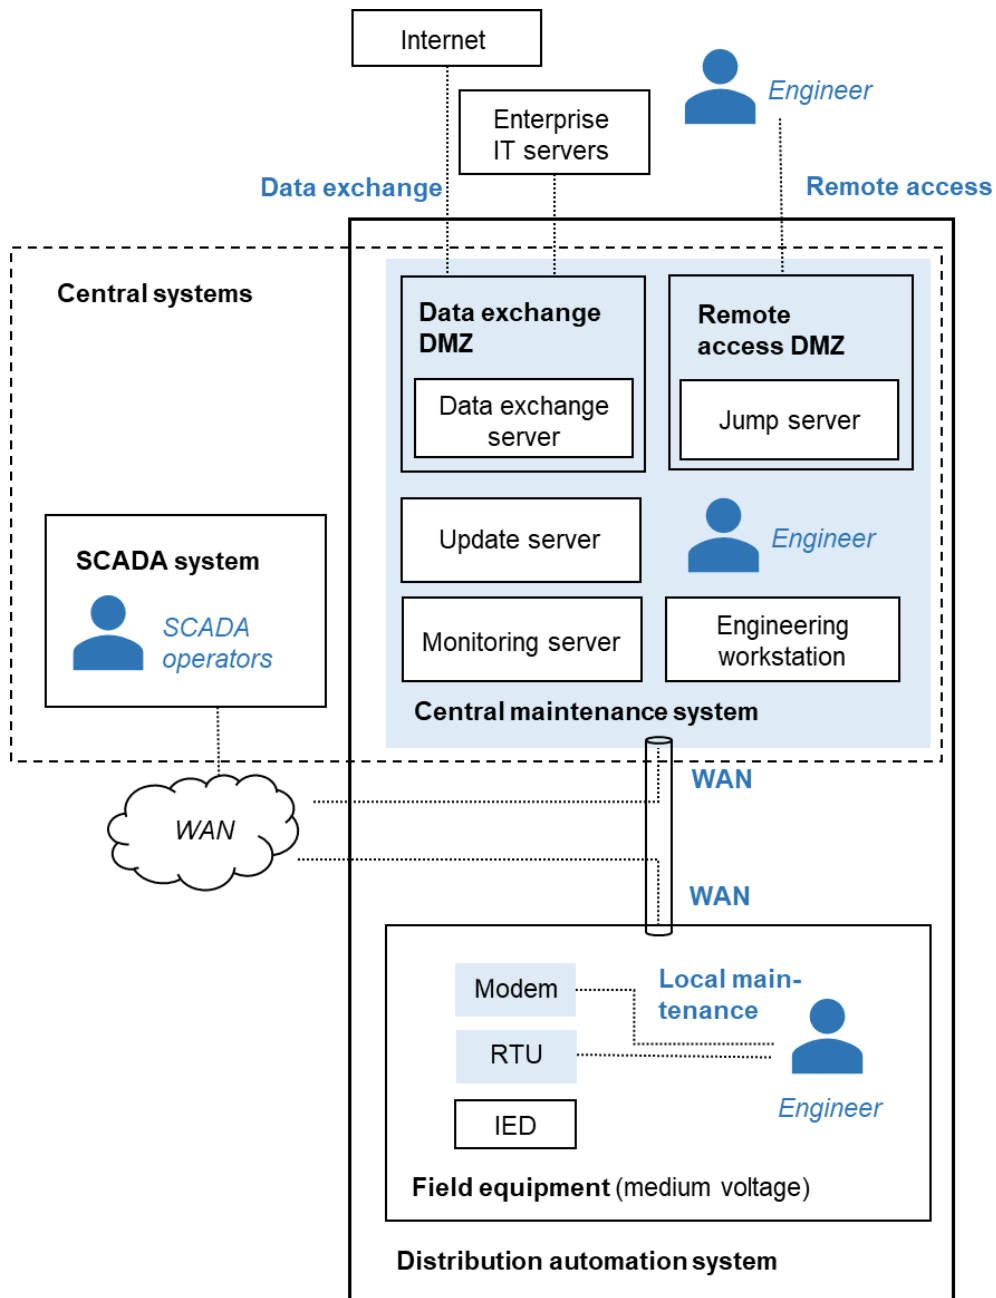 Internet
Engineer
Enterprise
IT servers
Data exchange
Remote access
Central systems
Data exchange
DMZ
Remote
access DMZ
Data exchange
server
Jump server
Update server
Engineer
SCADA system
SCADA
operators
Monitoring server
Engineering
workstation
Central maintenance system
WAN
WAN
WAN
Modem
Local main-
tenance
RTU
Engineer
IED
Field equipment (medium voltage)
Distribution automation system